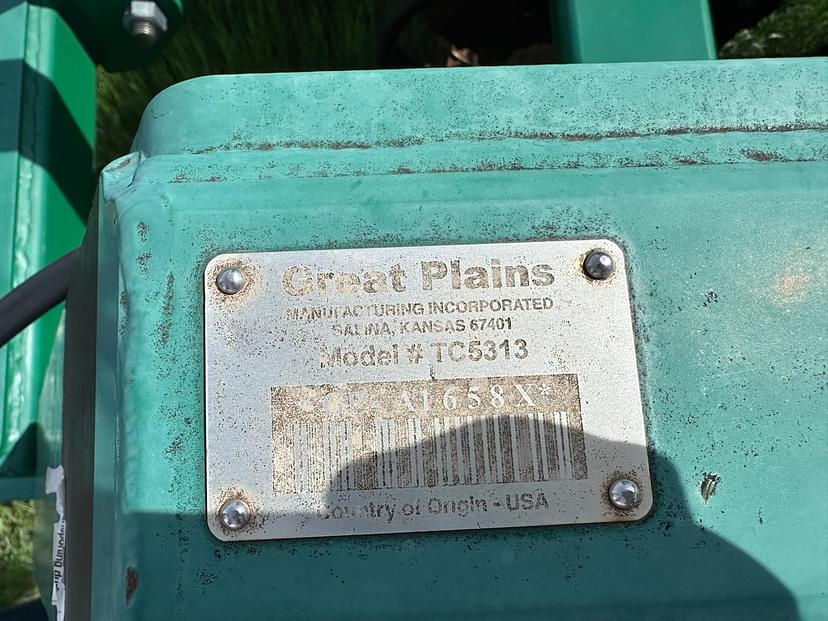 Great Plains
MANUFACTURING INCORPORATED
SALINA, KANSAS 67401
Model # TC5313
A1658X*
Country of Origin - USA